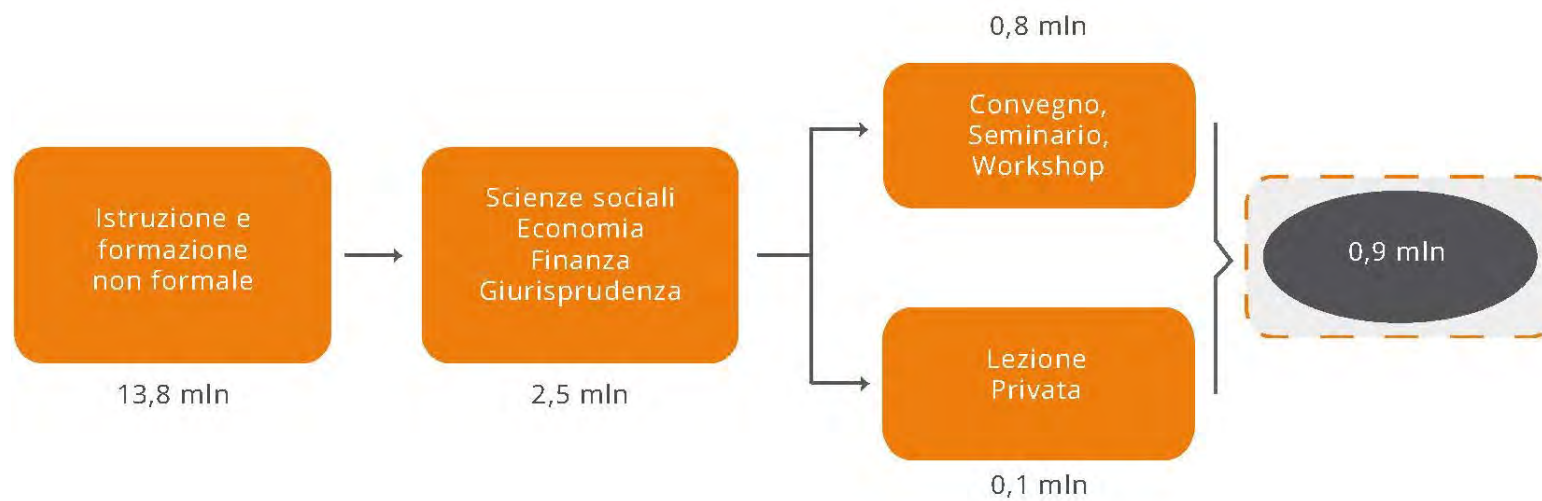 Istruzione e
formazione
non formale
13,8 mln
Scienze sociali
Economia
Finanza
Giurisprudenza
2,5 mln
0,8 mln
Convegno,
Seminario,
Workshop
Lezione
Privata
0,1 mln
0,9 mln